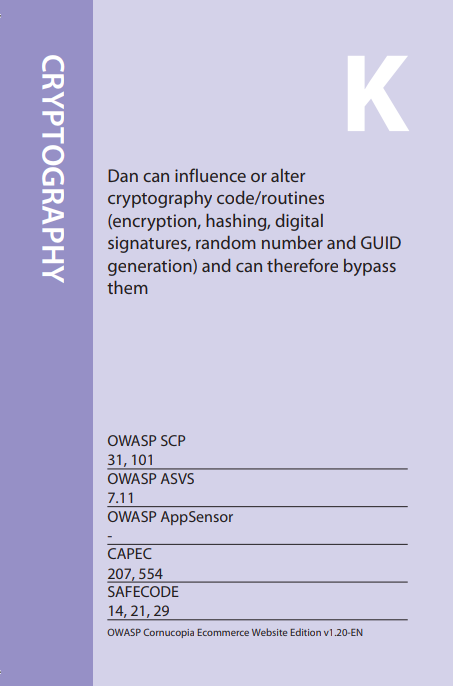 CRYPTOGRAPHY
K
Dan can influence or alter
cryptography code/routines
(encryption, hashing, digital
signatures, random number and GUID
generation) and can therefore bypass
them
OWASP SCP
31, 101
OWASP ASVS
7.11
OWASP AppSensor
-
CAPEC
207, 554
SAFECODE
14, 21, 29
OWASP Cornucopia Ecommerce Website Edition v1.20-EN